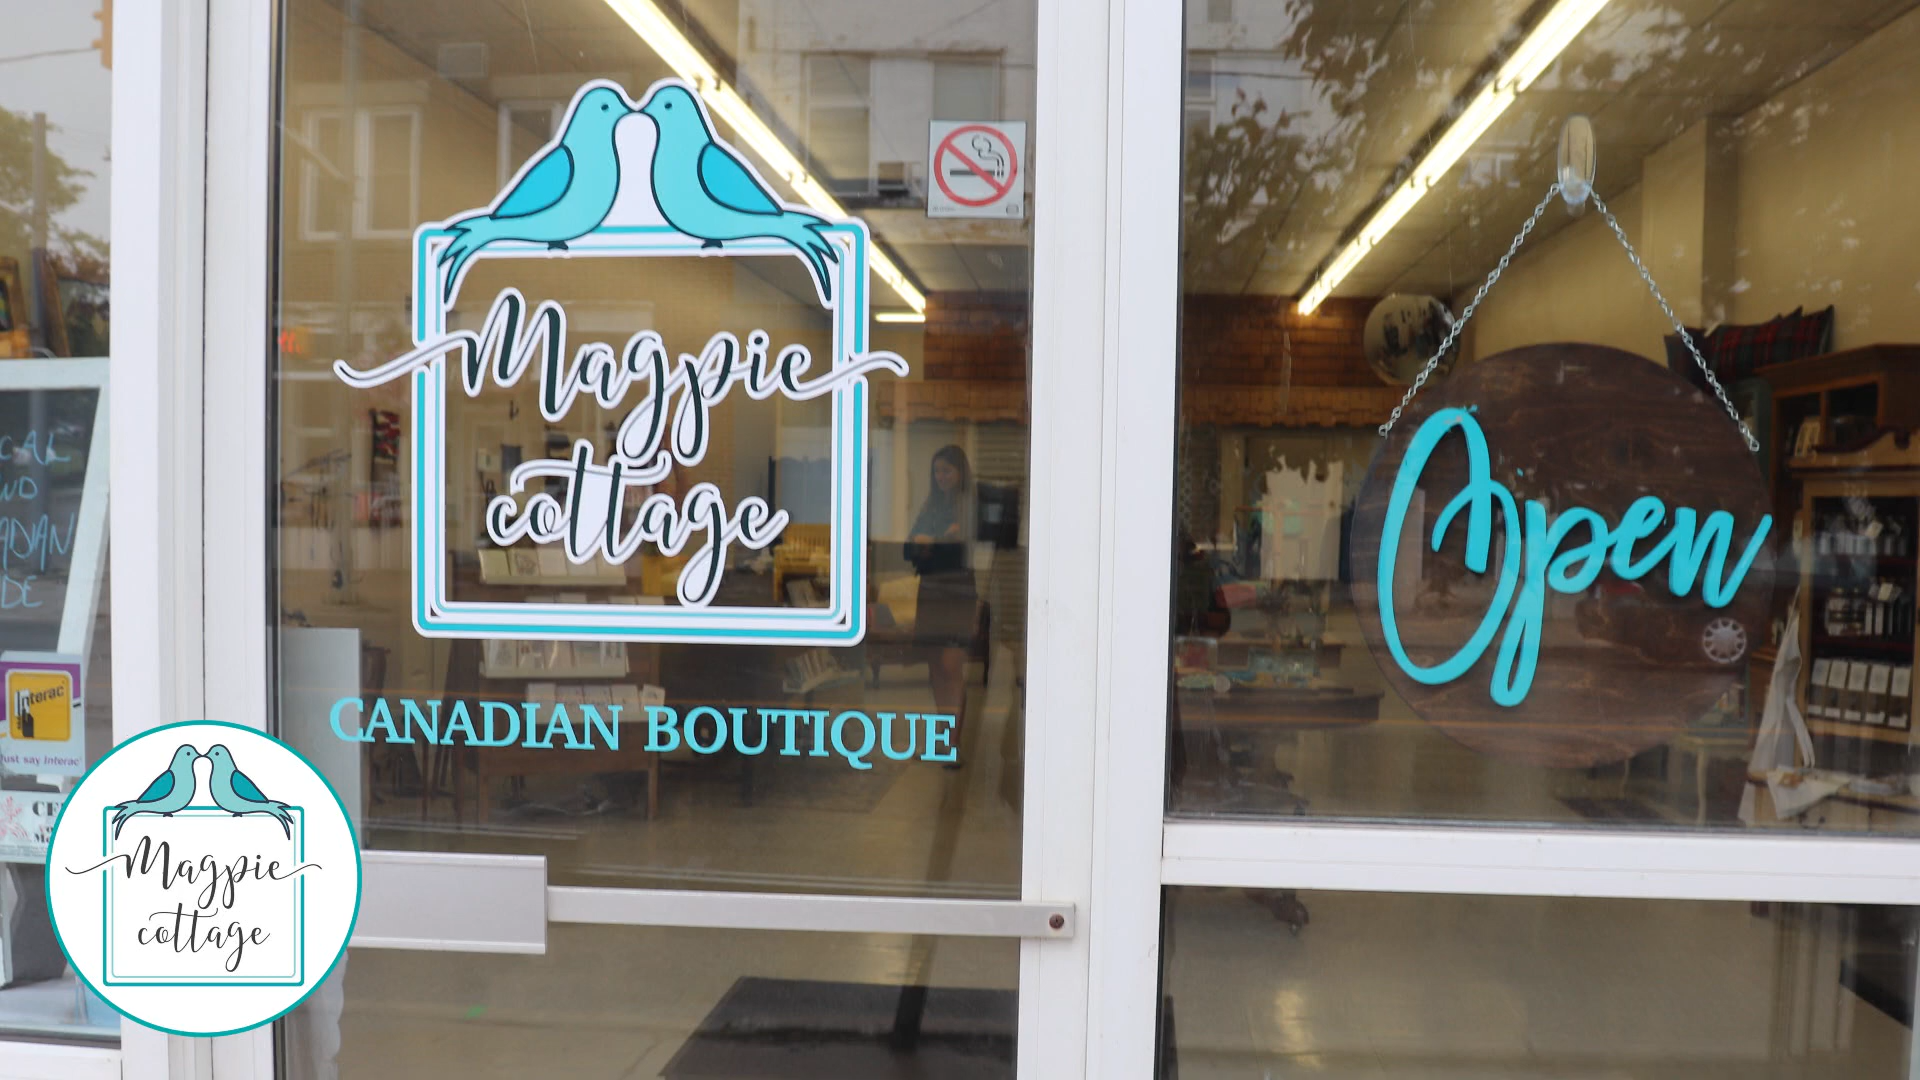 Magpie
cottage
CANADIAN BOUTIQUE
Open
Interac
Just say Interac
Magpie
cottage